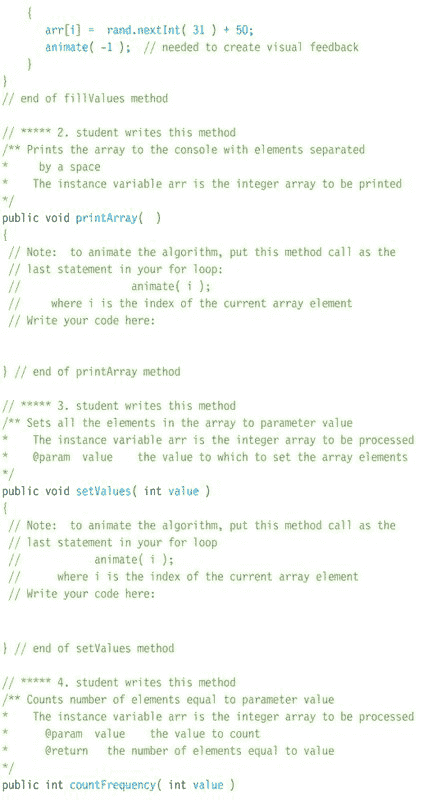 {
arr[i] = rand.nextInt( 31 ) + 50;
animate( -1 ); // needed to create visual feedback
}
}
// end of fillValues method
// ***** 2. student writes this method
/** Prints the array to the console with elements separated
* by a space
* The instance variable arr is the integer array to be printed
*/
public void printArray( )
{
// Note: to animate the algorithm, put this method call as the
// last statement in your for loop:
// animate( i );
// where i is the index of the current array element
// Write your code here:
} // end of printArray method
// ***** 3. student writes this method
/** Sets all the elements in the array to parameter value
* The instance variable arr is the integer array to be processed
* @param value the value to which to set the array elements
*/
public void setValues( int value )
{
// Note: to animate the algorithm, put this method call as the
// last statement in your for loop
// animate( i );
// where i is the index of the current array element
// Write your code here:
} // end of setValues method
// ***** 4. student writes this method
/** Counts number of elements equal to parameter value
* The instance variable arr is the integer array to be processed
* @param value the value to count
* @return the number of elements equal to value
*/
public int countFrequency( int value )